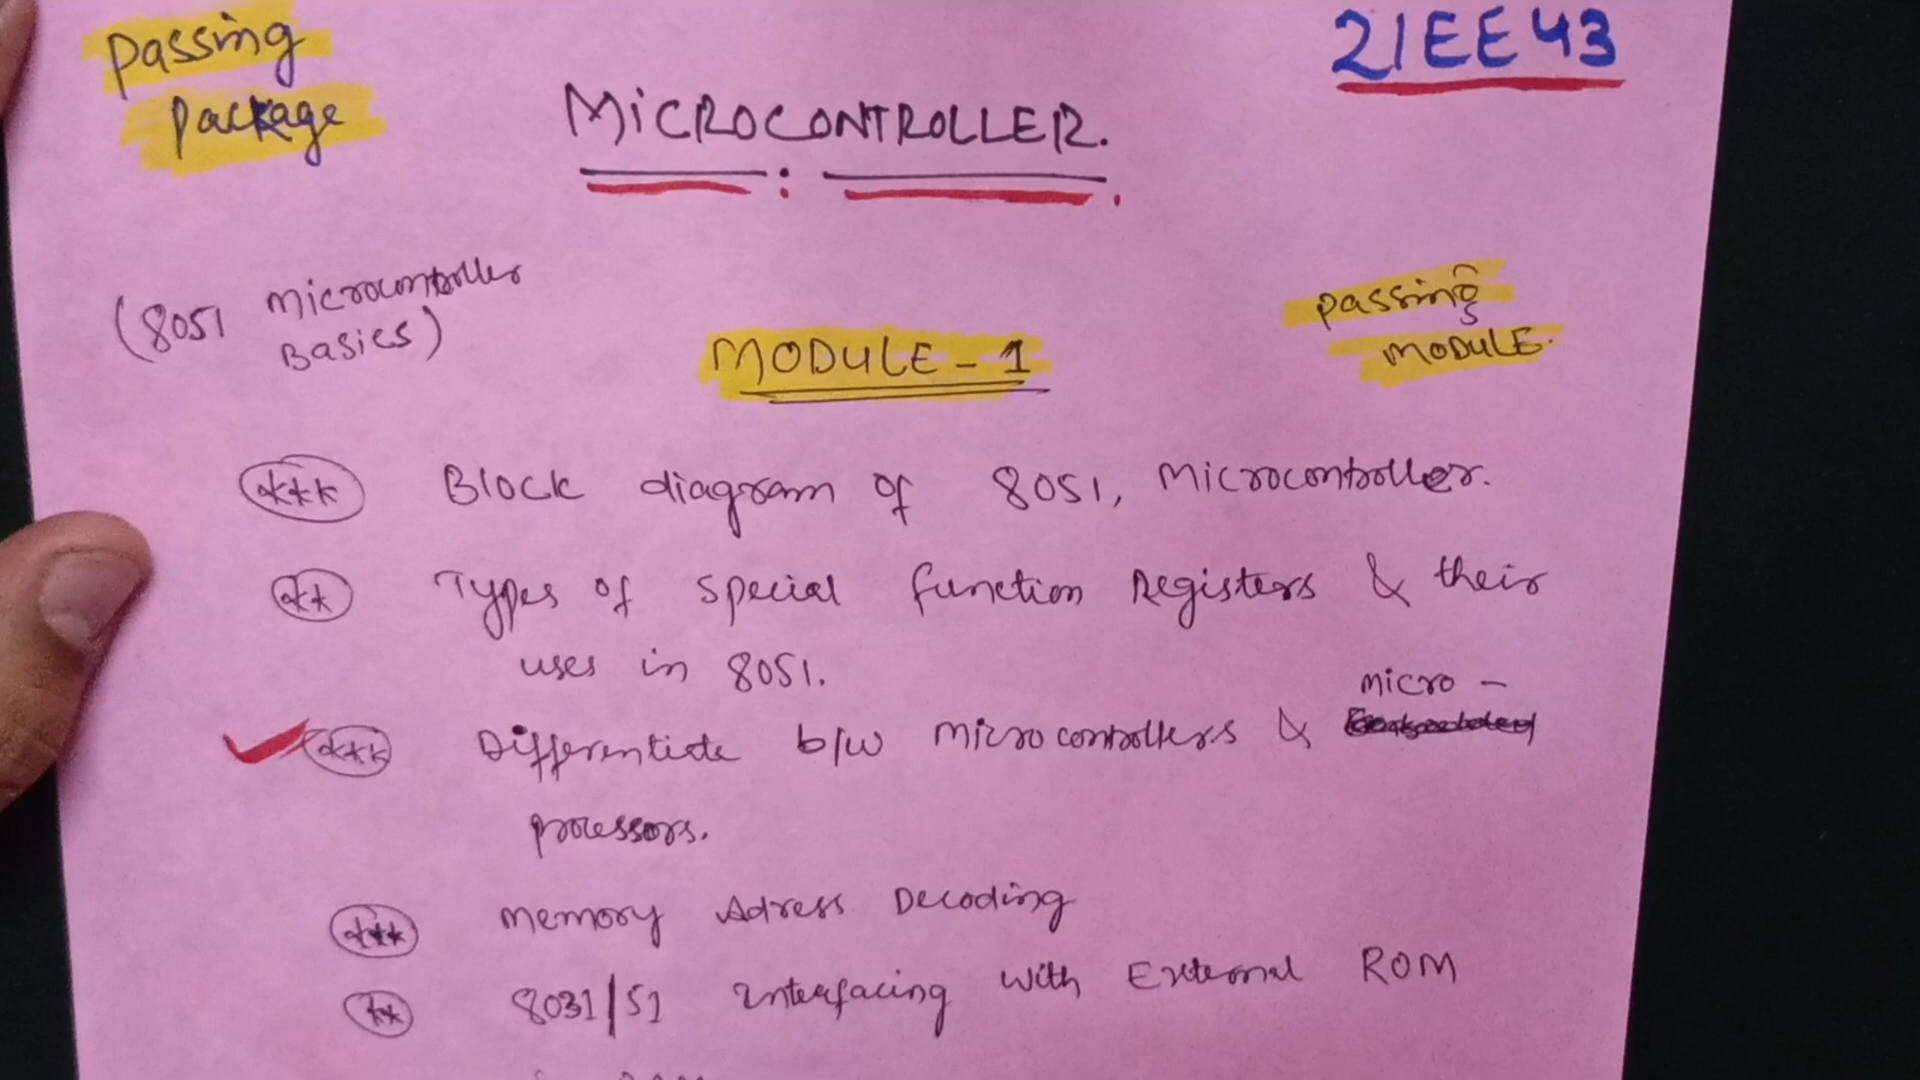 Passing
Package
21EE43
MiCROCONTROLLER.
(8051 microcontroller
Basics)
Passing
MODULE.
MODULE - 1
*** Block diagram of 8051, Microcontroller.
** Types of special function Registers & their
uses in 8051.
micro -
*** Differentiate b/w microcontrollers &
processors.
*** memory Adress Decoding
** 8031/51 Interfacing with External ROM